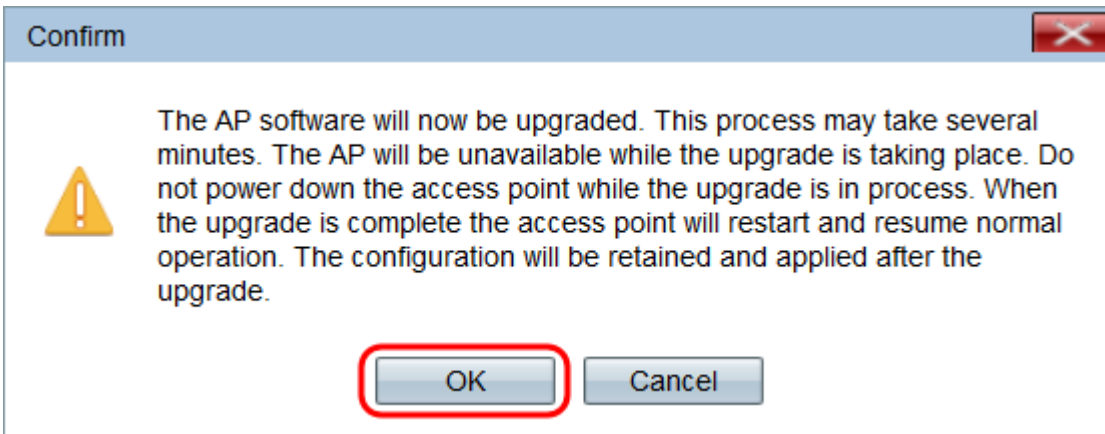 Confirm
The AP software will now be upgraded. This process may take several
minutes. The AP will be unavailable while the upgrade is taking place. Do
not power down the access point while the upgrade is in process. When
the upgrade is complete the access point will restart and resume normal
operation. The configuration will be retained and applied after the
upgrade.
OK Cancel